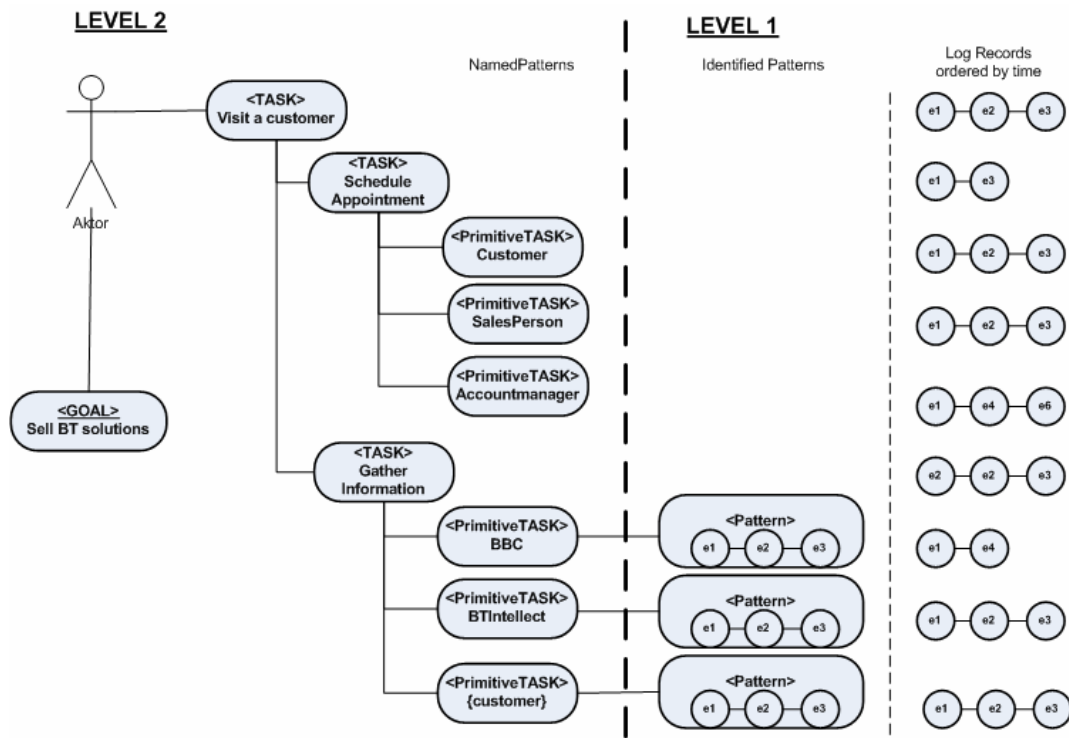 LEVEL 2
LEVEL 1
NamedPatterns
Identified Patterns
Log Records
ordered by time
Aktor
<TASK>
Visit a customer
<TASK>
Schedule
Appointment
<PrimitiveTASK>
Customer
<PrimitiveTASK>
SalesPerson
<PrimitiveTASK>
Accountmanager
<GOAL>
Sell BT solutions
<TASK>
Gather
Information
<PrimitiveTASK>
BBC
<PrimitiveTASK>
BTIntellect
<PrimitiveTASK>
{customer}
<Pattern>
e1 e2 e3
<Pattern>
e1 e2 e3
<Pattern>
e1 e2 e3
e1 e2 e3
e1 e3
e1 e2 e3
e1 e2 e3
e1 e4 e6
e2 e2 e3
e1 e4
e1 e2 e3
e1 e2 e3